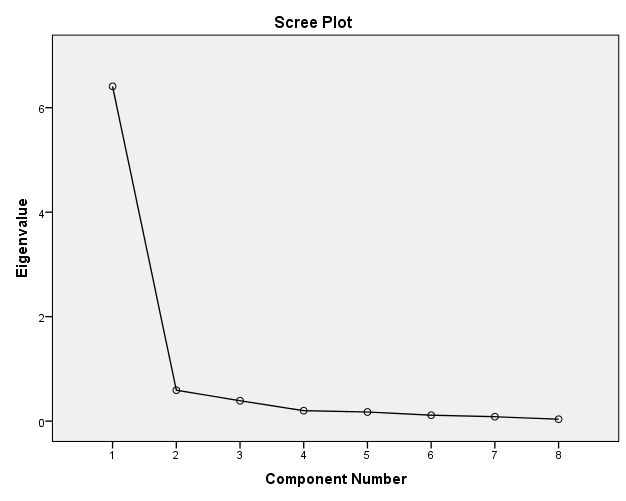 Scree Plot
Eigenvalue
6
4
2
0
1 2 3 4 5 6 7 8
Component Number